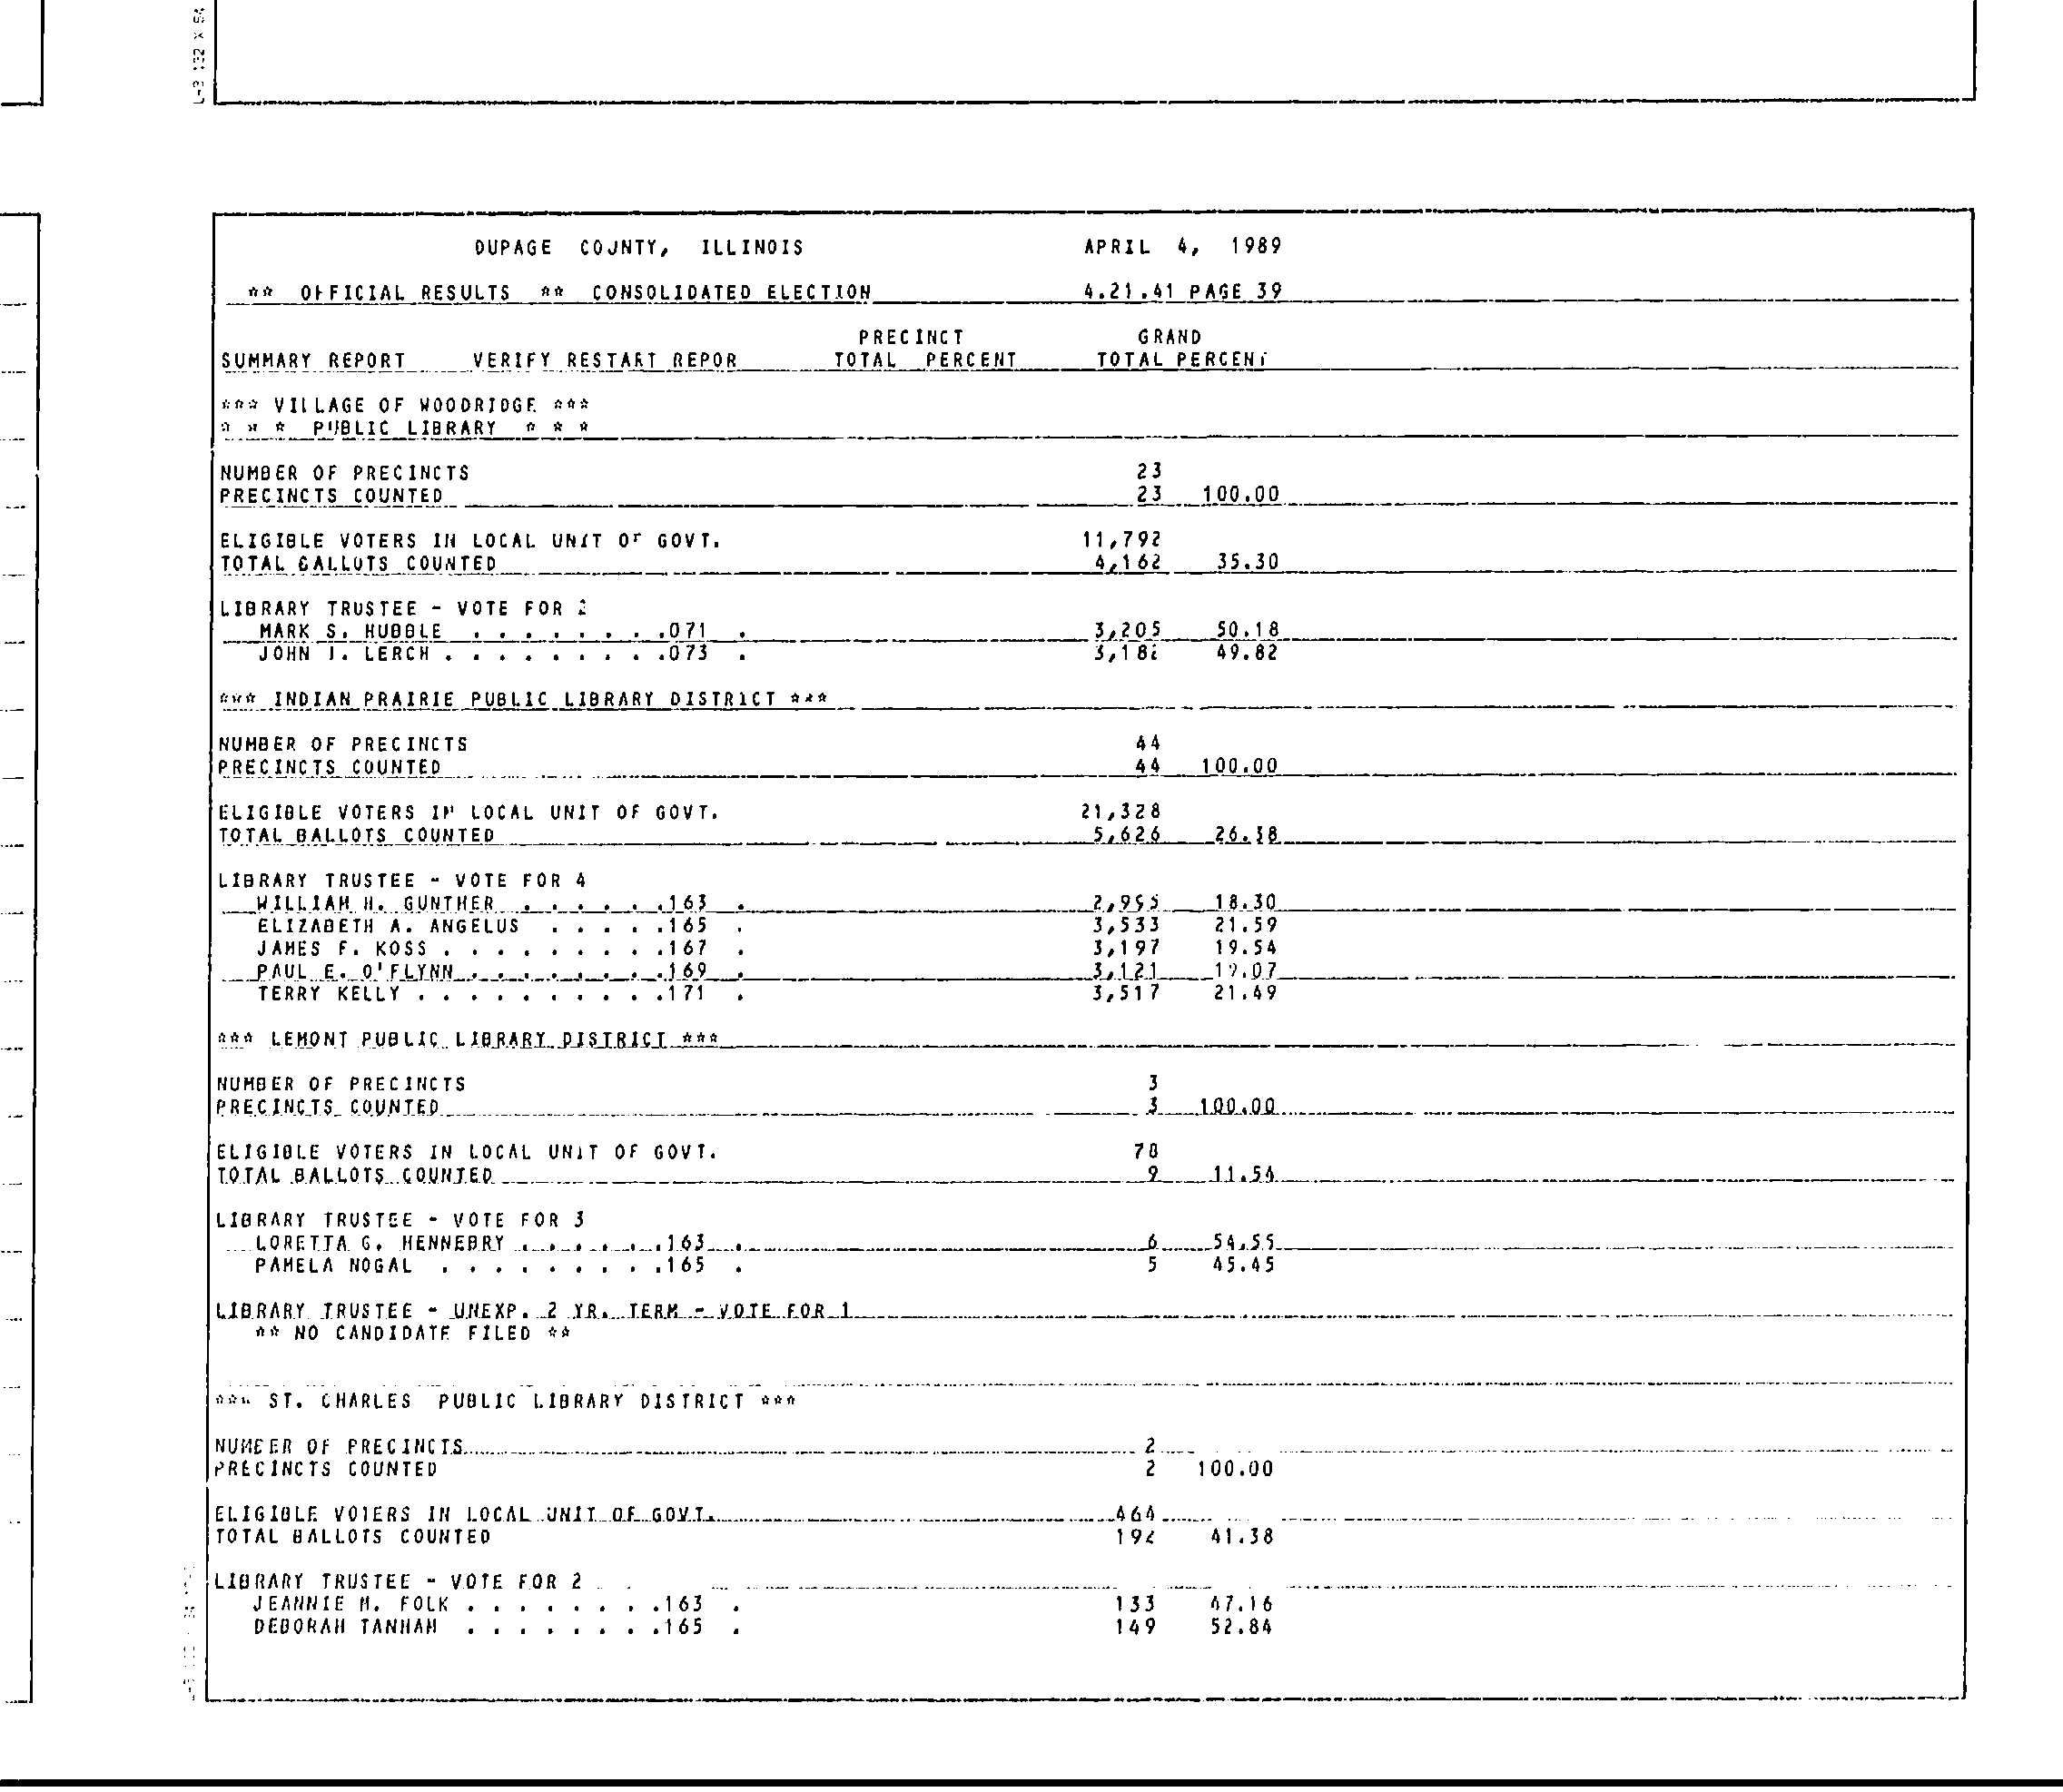 DUPAGE COUNTY, ILLINOIS APRIL 4, 1989
** OFFICIAL RESULTS ** CONSOLIDATED ELECTION 4.21.41 PAGE 39
PRECINCT GRAND
SUMMARY REPORT VERIFY RESTART REPOR TOTAL PERCENT TOTAL PERCENT
*** VILLAGE OF WOODRIDGE ***
* * * PUBLIC LIBRARY * * *
NUMBER OF PRECINCTS 23
PRECINCTS COUNTED 23 100.00
ELIGIBLE VOTERS IN LOCAL UNIT OF GOVT. 11,792
TOTAL BALLOTS COUNTED 4,162 35.30
LIBRARY TRUSTEE - VOTE FOR 2
MARK S. HUBBLE . . . . . . . .071 . 3,205 50.18
JOHN J. LERCH . . . . . . . . .073 . 3,182 49.82
*** INDIAN PRAIRIE PUBLIC LIBRARY DISTRICT ***
NUMBER OF PRECINCTS 44
PRECINCTS COUNTED 44 100.00
ELIGIBLE VOTERS IN LOCAL UNIT OF GOVT. 21,328
TOTAL BALLOTS COUNTED 5,626 26.38
LIBRARY TRUSTEE - VOTE FOR 4
WILLIAM H. GUNTHER . . . . . .163 . 2,995 18.30
ELIZABETH A. ANGELUS . . . . .165 . 3,533 21.59
JAMES F. KOSS . . . . . . . . .167 . 3,197 19.54
PAUL E. O'FLYNN . . . . . . . .169 . 3,121 19.07
TERRY KELLY . . . . . . . . . .171 . 3,517 21.49
*** LEMONT PUBLIC LIBRARY DISTRICT ***
NUMBER OF PRECINCTS 3
PRECINCTS COUNTED 3 100.00
ELIGIBLE VOTERS IN LOCAL UNIT OF GOVT. 78
TOTAL BALLOTS COUNTED 9 11.54
LIBRARY TRUSTEE - VOTE FOR 3
LORETTA G. HENNEBRY . . . . . .163 . 6 54.55
PAMELA NOGAL . . . . . . . . .165 . 5 45.45
LIBRARY TRUSTEE - UNEXP. 2 YR. TERM - VOTE FOR 1
** NO CANDIDATE FILED **
*** ST. CHARLES PUBLIC LIBRARY DISTRICT ***
NUMBER OF PRECINCTS 2
PRECINCTS COUNTED 2 100.00
ELIGIBLE VOTERS IN LOCAL UNIT OF GOVT. 464
TOTAL BALLOTS COUNTED 192 41.38
LIBRARY TRUSTEE - VOTE FOR 2
JEANNIE M. FOLK . . . . . . . .163 . 133 47.16
DEBORAH TANHAM . . . . . . . .165 . 149 52.84